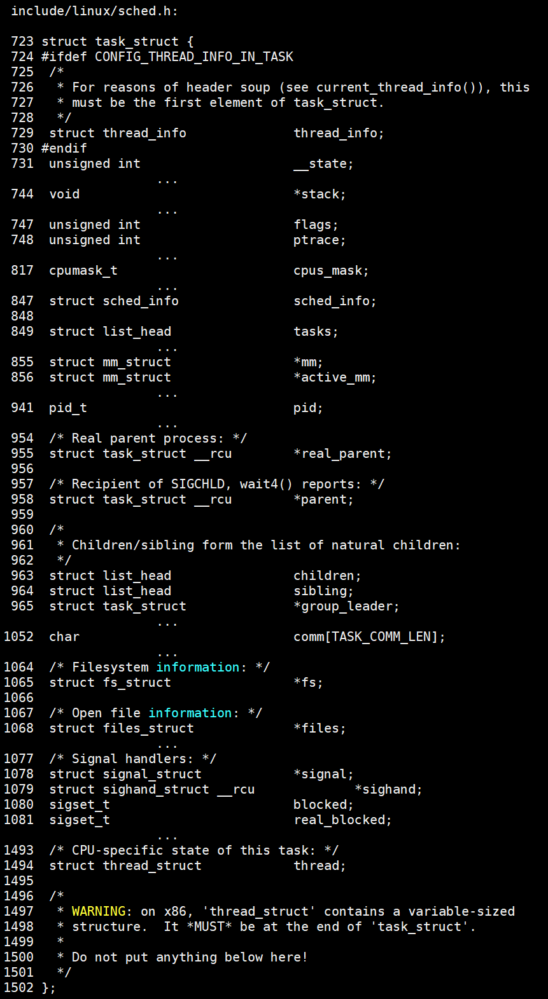 include/linux/sched.h:
723 struct task_struct {
724 #ifdef CONFIG_THREAD_INFO_IN_TASK
725  /*
726   * For reasons of header soup (see current_thread_info()), this
727   * must be the first element of task_struct.
728   */
729  struct thread_info              thread_info;
730 #endif
731  unsigned int                    __state;
...
744  void                            *stack;
...
747  unsigned int                    flags;
748  unsigned int                    ptrace;
...
817  cpumask_t                       cpus_mask;
...
847  struct sched_info               sched_info;
848
849  struct list_head                tasks;
...
855  struct mm_struct                *mm;
856  struct mm_struct                *active_mm;
...
941  pid_t                           pid;
...
954  /* Real parent process: */
955  struct task_struct __rcu        *real_parent;
956
957  /* Recipient of SIGCHLD, wait4() reports: */
958  struct task_struct __rcu        *parent;
959
960  /*
961   * Children/sibling form the list of natural children:
962   */
963  struct list_head                children;
964  struct list_head                sibling;
965  struct task_struct              *group_leader;
...
1052  char                            comm[TASK_COMM_LEN];
...
1064  /* Filesystem information: */
1065  struct fs_struct                *fs;
1066
1067  /* Open file information: */
1068  struct files_struct             *files;
...
1077  /* Signal handlers: */
1078  struct signal_struct            *signal;
1079  struct sighand_struct __rcu             *sighand;
1080  sigset_t                        blocked;
1081  sigset_t                        real_blocked;
...
1493  /* CPU-specific state of this task: */
1494  struct thread_struct            thread;
1495
1496  /*
1497   * WARNING: on x86, 'thread_struct' contains a variable-sized
1498   * structure.  It *MUST* be at the end of 'task_struct'.
1499   *
1500   * Do not put anything below here!
1501   */
1502 };